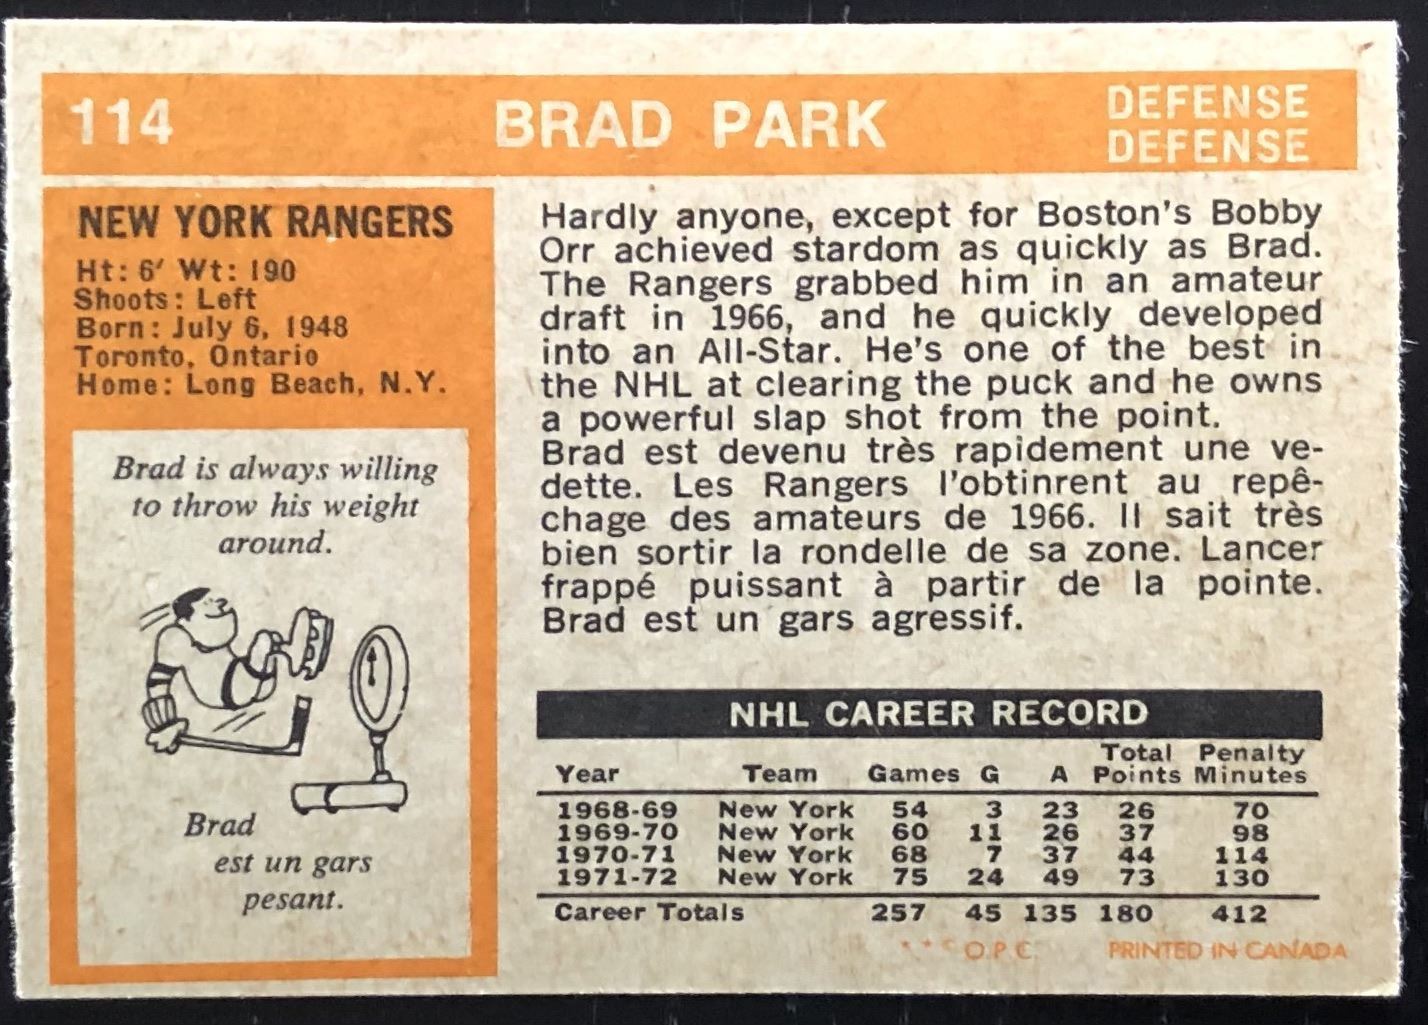 114
BRAD PARK
DEFENSE
DEFENSE
NEW YORK RANGERS
Ht: 6' Wt: 190
Shoots: Left
Born: July 6, 1948
Toronto, Ontario
Home: Long Beach, N.Y.
Brad is always willing
to throw his weight
around.
Brad
est un gars
pesant.
Hardly anyone, except for Boston's Bobby
Orr achieved stardom as quickly as Brad.
The Rangers grabbed him in an amateur
draft in 1966, and he quickly developed
into an All-Star. He's one of the best in
the NHL at clearing the puck and he owns
a powerful slap shot from the point.
Brad est devenu très rapidement une ve-
dette. Les Rangers l'obtinrent au repê-
chage des amateurs de 1966. Il sait très
bien sortir la rondelle de sa zone. Lancer
frappé puissant à partir de la pointe.
Brad est un gars agressif.
NHL CAREER RECORD
Year Team Games G A Total Points Penalty Minutes
1968-69 New York 54 3 23 26 70
1969-70 New York 60 11 26 37 98
1970-71 New York 68 7 37 44 114
1971-72 New York 75 24 49 73 130
Career Totals 257 45 135 180 412
* * © O.P.C. PRINTED IN CANADA